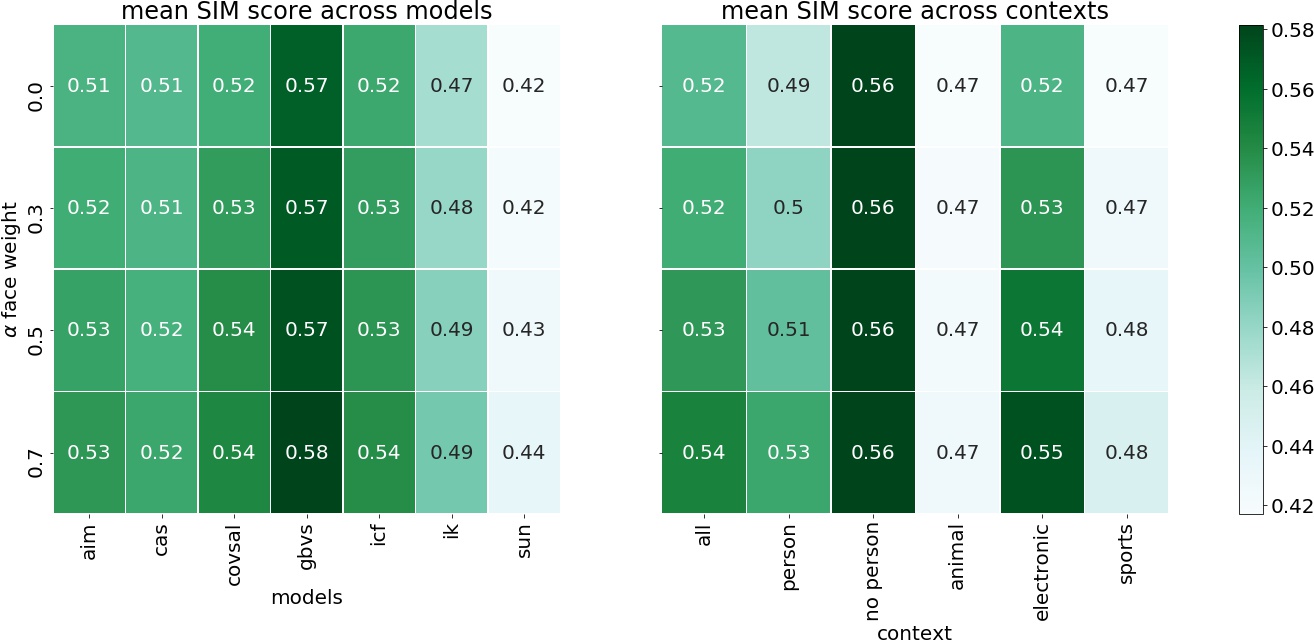 mean SIM score across models
mean SIM score across contexts
α face weight
0.0
0.51 0.51 0.52 0.57 0.52 0.47 0.42
0.52 0.49 0.56 0.47 0.52 0.47
0.3
0.52 0.51 0.53 0.57 0.53 0.48 0.42
0.52 0.5 0.56 0.47 0.53 0.47
0.5
0.53 0.52 0.54 0.57 0.53 0.49 0.43
0.53 0.51 0.56 0.47 0.54 0.48
0.7
0.53 0.52 0.54 0.58 0.54 0.49 0.44
0.54 0.53 0.56 0.47 0.55 0.48
aim cas covsal gbvs icf ik sun
models
all person no person animal electronic sports
context
0.58
0.56
0.54
0.52
0.50
0.48
0.46
0.44
0.42